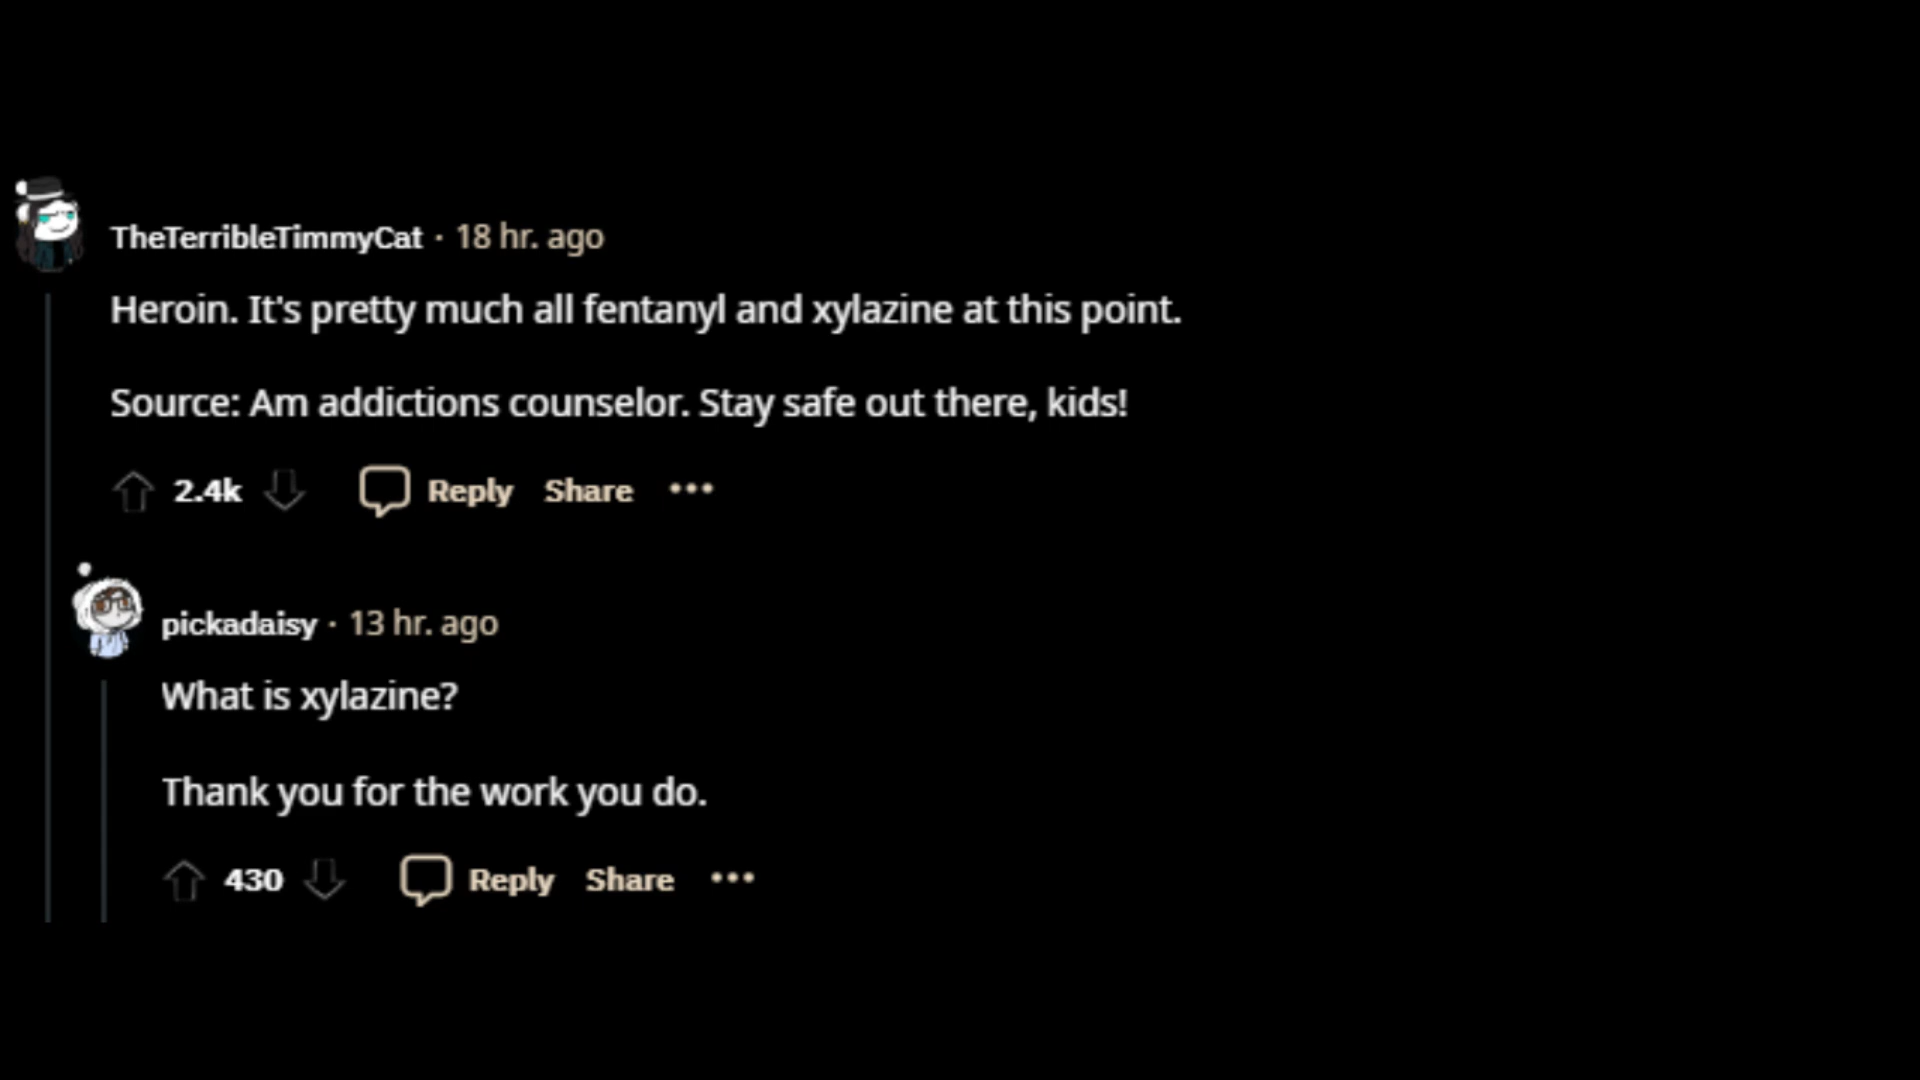 TheTerribleTimmyCat · 18 hr. ago
Heroin. It's pretty much all fentanyl and xylazine at this point.
Source: Am addictions counselor. Stay safe out there, kids!
2.4k Reply Share •••
pickadaisy · 13 hr. ago
What is xylazine?
Thank you for the work you do.
430 Reply Share •••